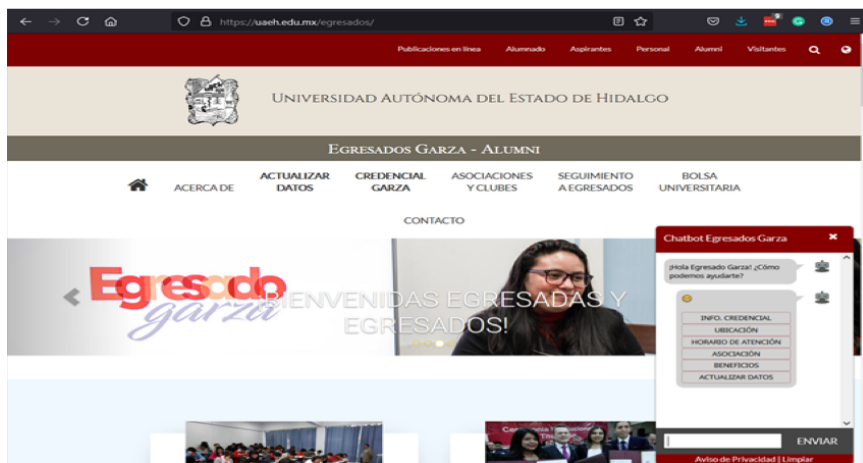 https://uaeh.edu.mx/egresados/
Publicaciones en línea Alumnado Aspirantes Personal Alumni Visitantes
UNIVERSIDAD AUTÓNOMA DEL ESTADO DE HIDALGO
EGRESADOS GARZA - ALUMNI
ACERCA DE
ACTUALIZAR
DATOS
CREDENCIAL
GARZA
ASOCIACIONES
Y CLUBES
SEGUIMIENTO
A EGRESADOS
BOLSA
UNIVERSITARIA
CONTACTO
Egresado
garza
¡BIENVENIDAS EGRESADAS Y
EGRESADOS!
Chatbot Egresados Garza
¡Hola Egresado Garza! ¿Cómo
podemos ayudarte?
INFO. CREDENCIAL
UBICACIÓN
HORARIO DE ATENCIÓN
ASOCIACIÓN
BENEFICIOS
ACTUALIZAR DATOS
ENVIAR
Aviso de Privacidad | Limpiar